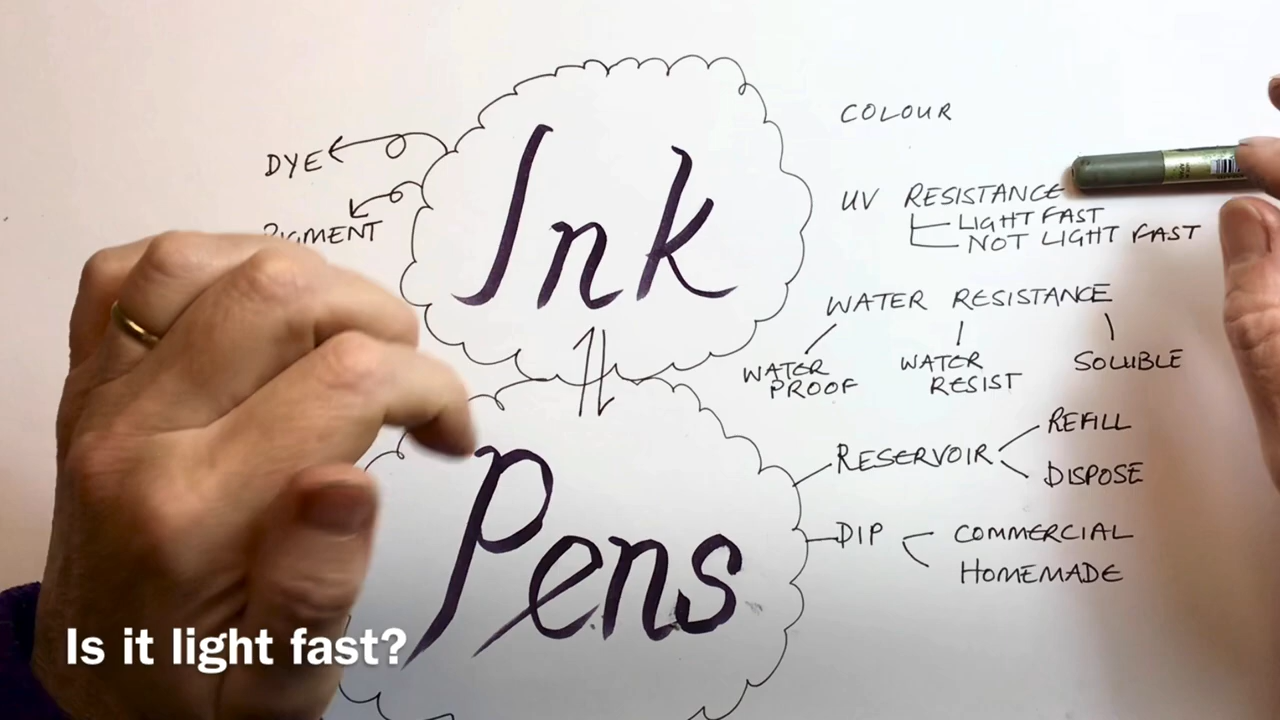 COLOUR
DYE
Ink
UV RESISTANCE
LIGHT FAST
NOT LIGHT FAST
PIGMENT
WATER RESISTANCE
WATER PROOF
WATER RESIST
SOLUBLE
REFILL
RESERVOIR
DISPOSE
Pens
DIP
COMMERCIAL
HOMEMADE
Is it light fast?